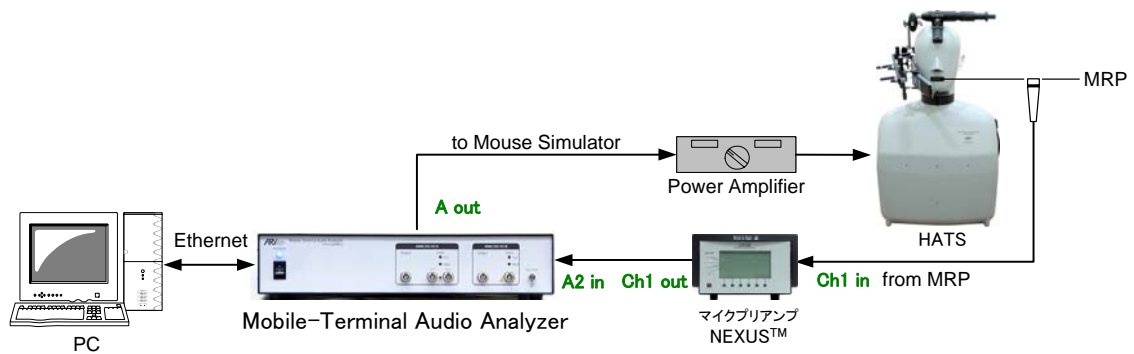 MRP
to Mouse Simulator
Power Amplifier
A out
HATS
Ethernet
A2 in Ch1 out
Ch1 in from MRP
Mobile-Terminal Audio Analyzer
マイクプリアンプ
NEXUS™
PC